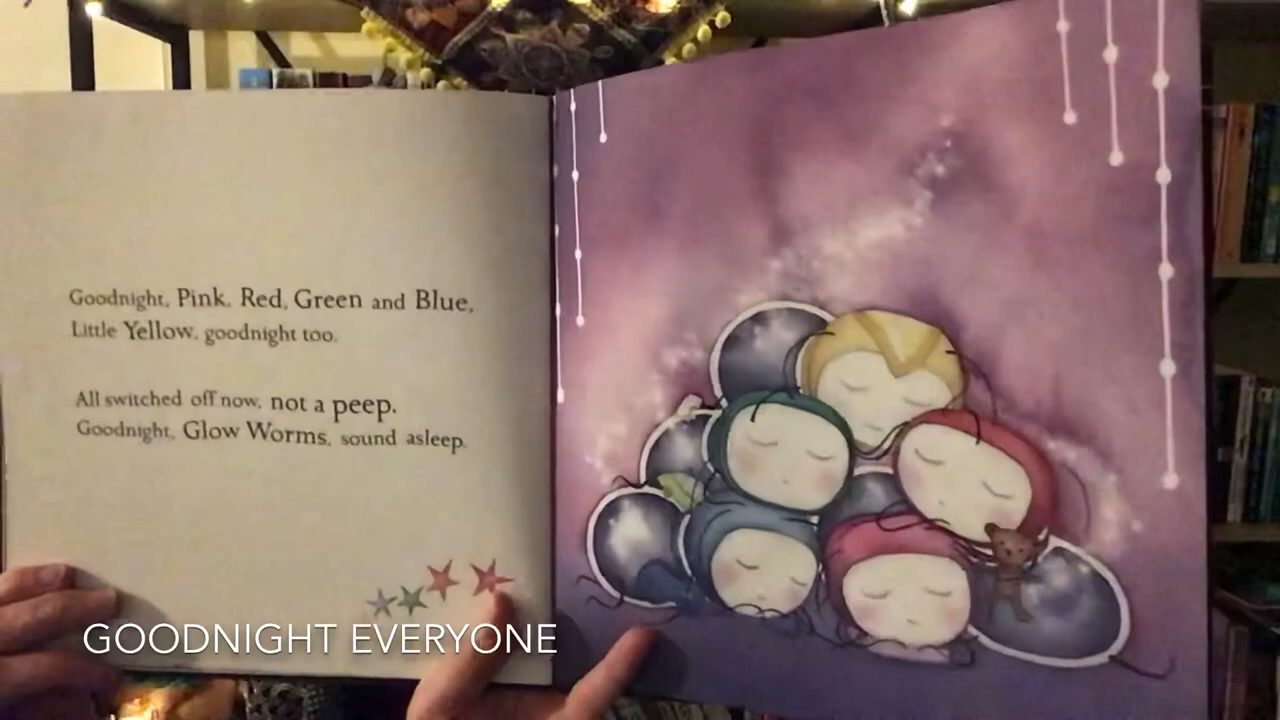 Goodnight, Pink, Red, Green and Blue,
Little Yellow, goodnight too.
All switched off now, not a peep.
Goodnight, Glow Worms, sound asleep.
GOODNIGHT EVERYONE